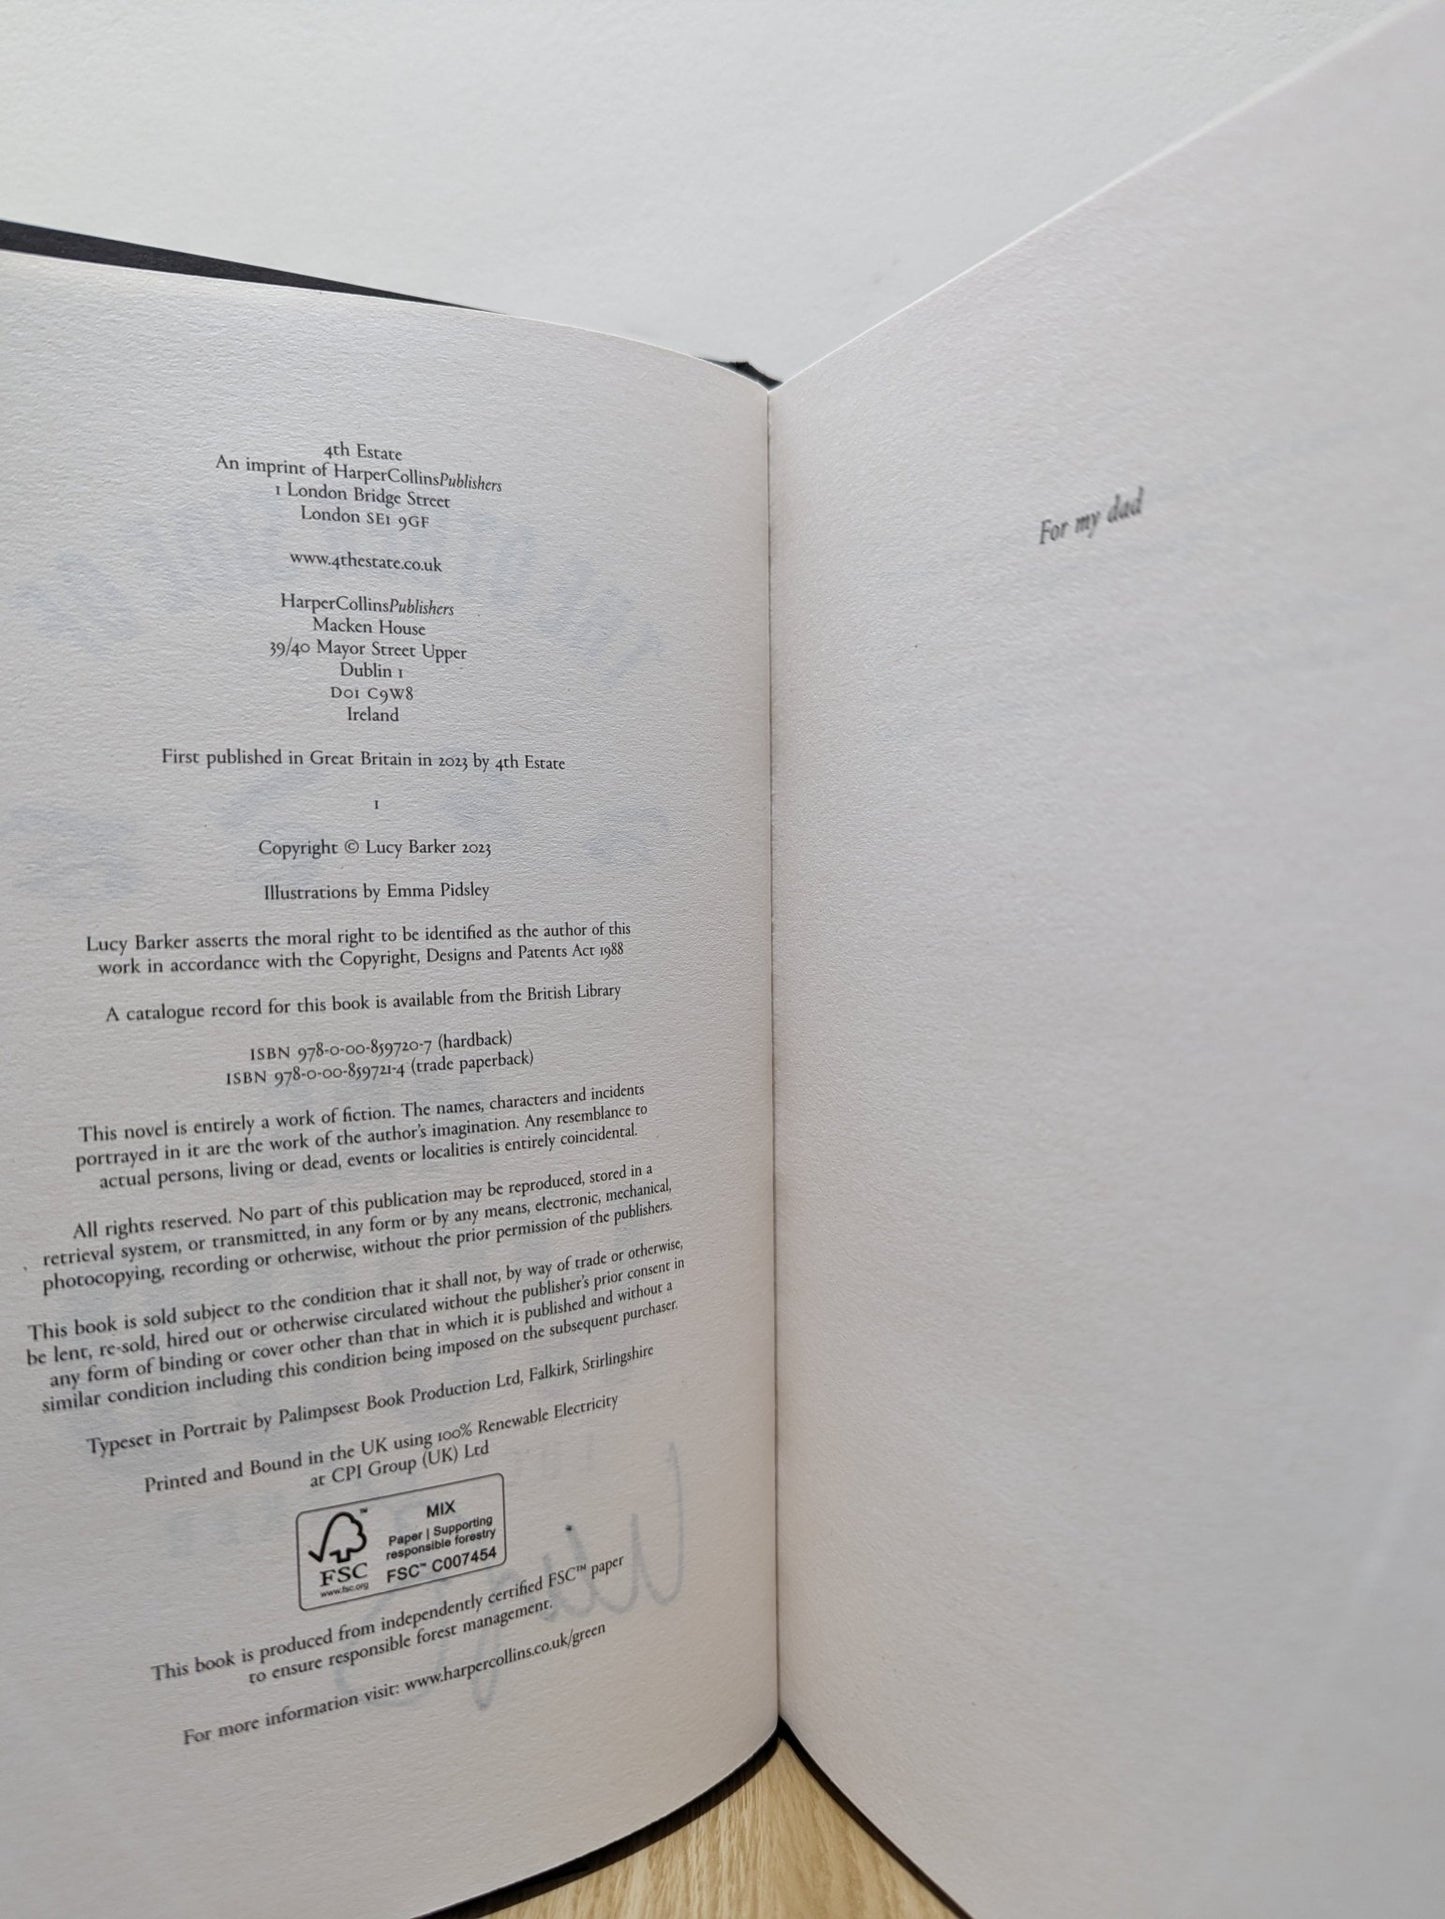 4th Estate
An imprint of HarperCollinsPublishers
1 London Bridge Street
London SE1 9GF
www.4thestate.co.uk
HarperCollinsPublishers
Macken House
39/40 Mayor Street Upper
Dublin 1
D01 C9W8
Ireland
First published in Great Britain in 2023 by 4th Estate
1
Copyright © Lucy Barker 2023
Illustrations by Emma Pidsley
Lucy Barker asserts the moral right to be identified as the author of this
work in accordance with the Copyright, Designs and Patents Act 1988
A catalogue record for this book is available from the British Library
ISBN 978-0-00-859720-7 (hardback)
ISBN 978-0-00-859721-4 (trade paperback)
This novel is entirely a work of fiction. The names, characters and incidents
portrayed in it are the work of the author's imagination. Any resemblance to
actual persons, living or dead, events or localities is entirely coincidental.
All rights reserved. No part of this publication may be reproduced, stored in a
retrieval system, or transmitted, in any form or by any means, electronic, mechanical,
photocopying, recording or otherwise, without the prior permission of the publishers.
This book is sold subject to the condition that it shall not, by way of trade or otherwise,
be lent, re-sold, hired out or otherwise circulated without the publisher's prior consent in
any form of binding or cover other than that in which it is published and without a
similar condition including this condition being imposed on the subsequent purchaser.
Typeset in Portrait by Palimpsest Book Production Ltd, Falkirk, Stirlingshire
Printed and Bound in the UK using 100% Renewable Electricity
at CPI Group (UK) Ltd
FSC
www.fsc.org
MIX
Paper | Supporting
responsible forestry
FSC™ C007454
This book is produced from independently certified FSC™ paper
to ensure responsible forest management.
For more information visit: www.harpercollins.co.uk/green
For my dad